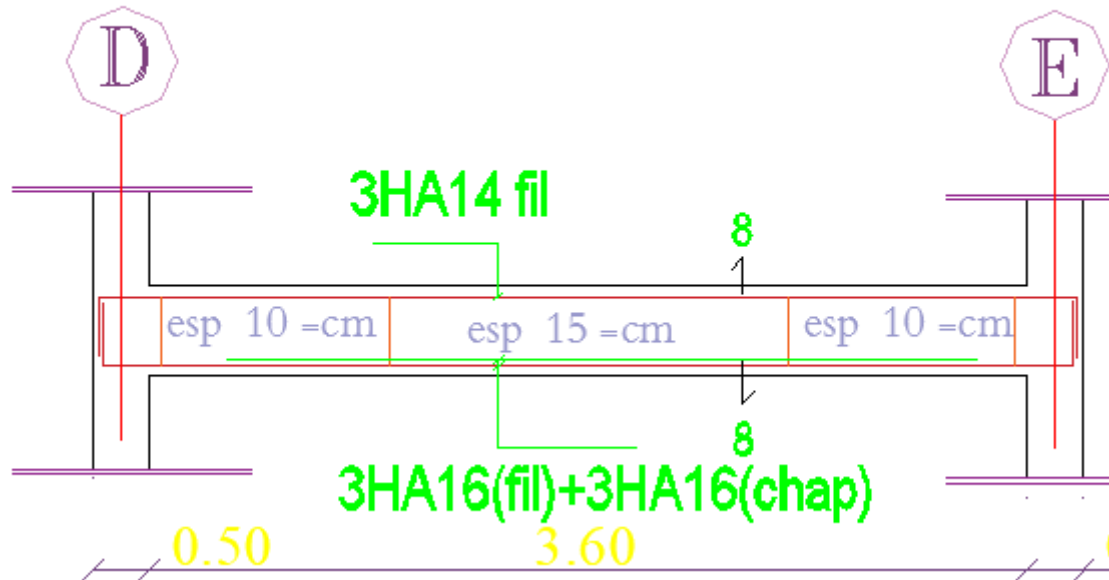 D E
3HA14 fil
8
esp 10 =cm esp 15 =cm esp 10 =cm
8
3HA16(fil)+3HA16(chap)
0.50 3.60